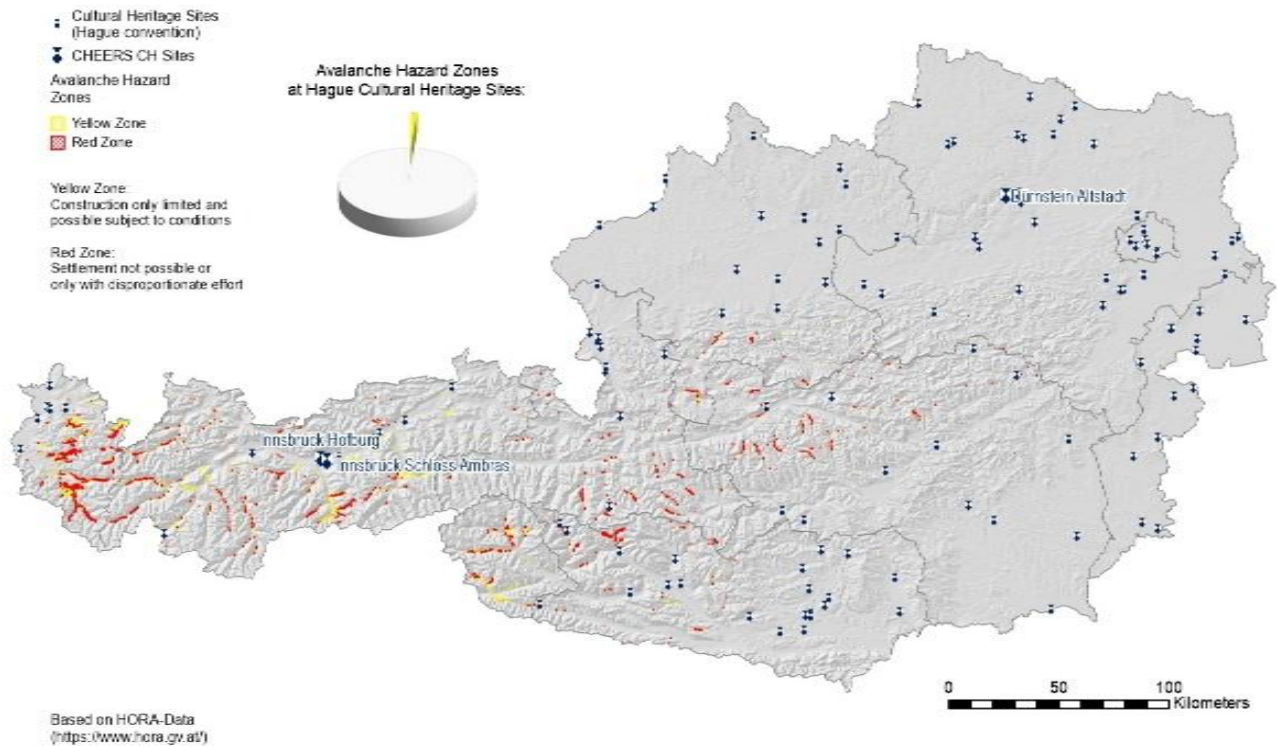 Cultural Heritage Sites
(Hague convention)
CHEERS CH Sites
Avalanche Hazard
Zones
Yellow Zone
Red Zone
Yellow Zone:
Construction only limited and
possible subject to conditions
Red Zone:
Settlement not possible or
only with disproportionate effort
Avalanche Hazard Zones
at Hague Cultural Heritage Sites:
Dürnstein Altstadt
Innsbruck Hofburg
Innsbruck Schloss Ambras
0 50 100
Kilometers
Based on HORA-Data
(https://www.hora.gv.at/)